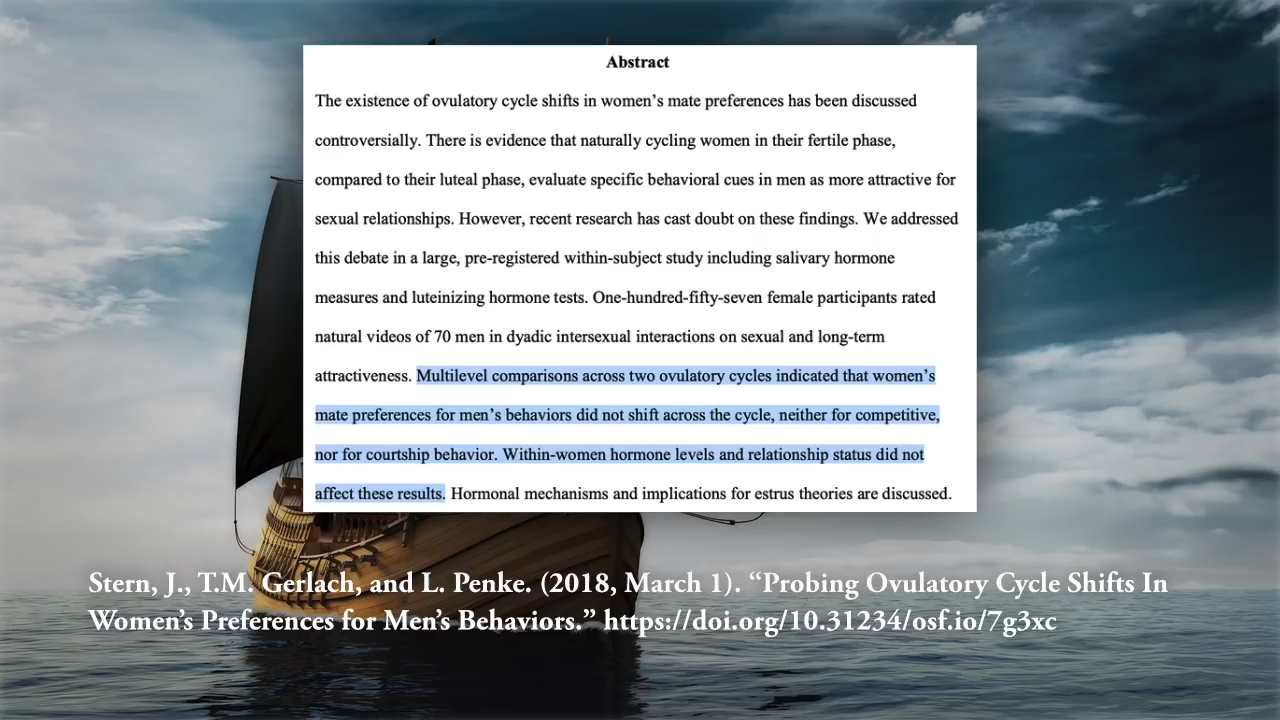 Abstract
The existence of ovulatory cycle shifts in women’s mate preferences has been discussed
controversially. There is evidence that naturally cycling women in their fertile phase,
compared to their luteal phase, evaluate specific behavioral cues in men as more attractive for
sexual relationships. However, recent research has cast doubt on these findings. We addressed
this debate in a large, pre-registered within-subject study including salivary hormone
measures and luteinizing hormone tests. One-hundred-fifty-seven female participants rated
natural videos of 70 men in dyadic intersexual interactions on sexual and long-term
attractiveness. Multilevel comparisons across two ovulatory cycles indicated that women’s
mate preferences for men’s behaviors did not shift across the cycle, neither for competitive,
nor for courtship behavior. Within-women hormone levels and relationship status did not
affect these results. Hormonal mechanisms and implications for estrus theories are discussed.
Stern, J., T.M. Gerlach, and L. Penke. (2018, March 1). “Probing Ovulatory Cycle Shifts In
Women’s Preferences for Men’s Behaviors.” https://doi.org/10.31234/osf.io/7g3xc